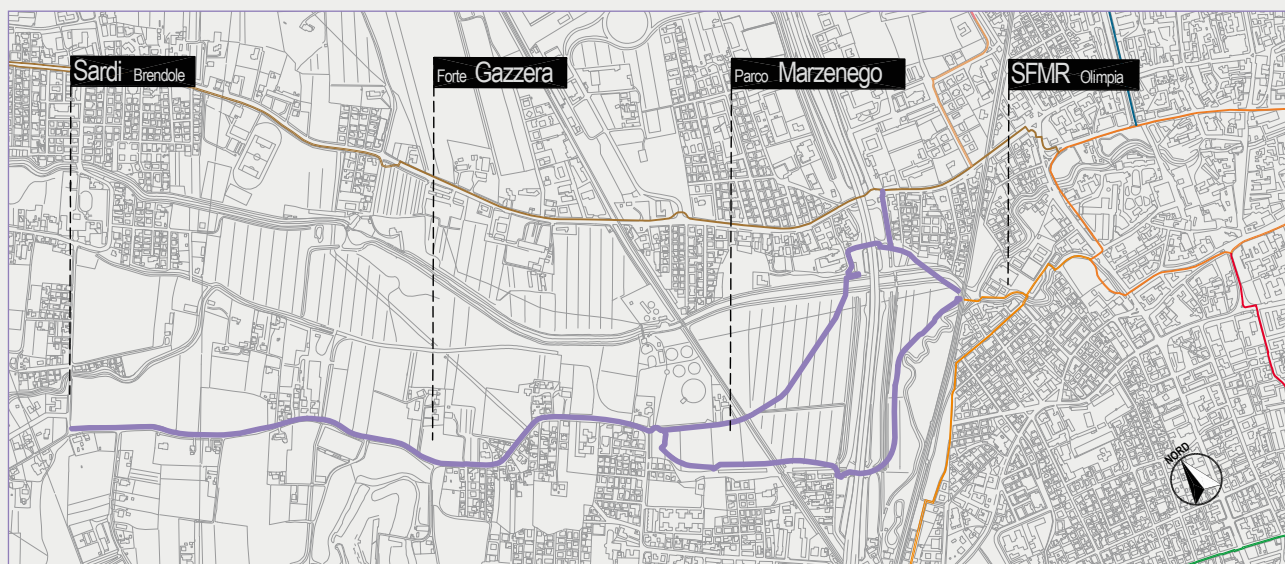 Sardi Brendole
Forte Gazzera
Parco Marzenego
SFMR Olimpia
NORD